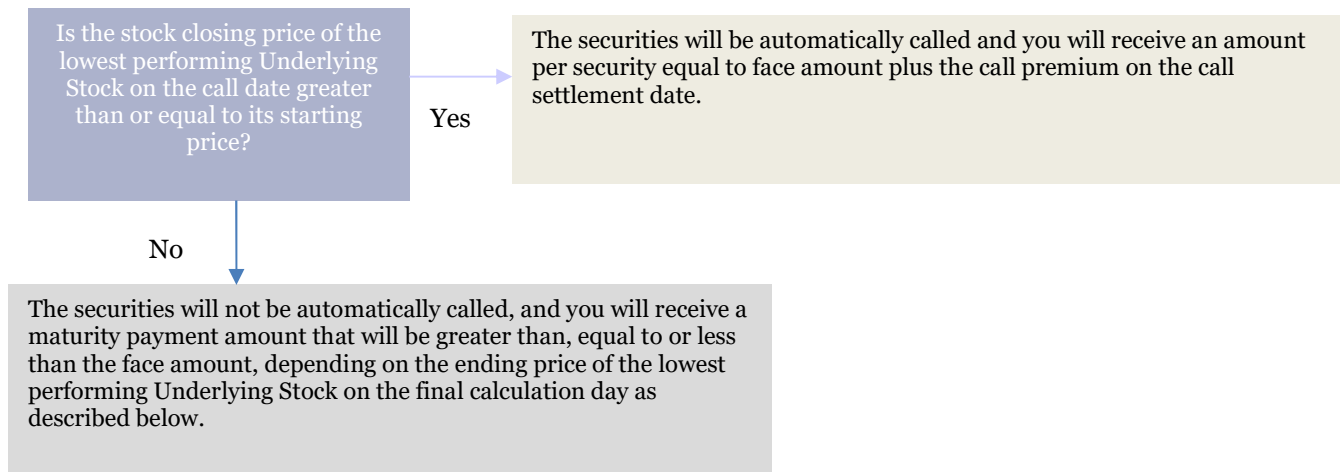 Is the stock closing price of the
lowest performing Underlying
Stock on the call date greater
than or equal to its starting
price?
The securities will be automatically called and you will receive an amount
per security equal to face amount plus the call premium on the call
settlement date.
Yes
No
The securities will not be automatically called, and you will receive a
maturity payment amount that will be greater than, equal to or less
than the face amount, depending on the ending price of the lowest
performing Underlying Stock on the final calculation day as
described below.